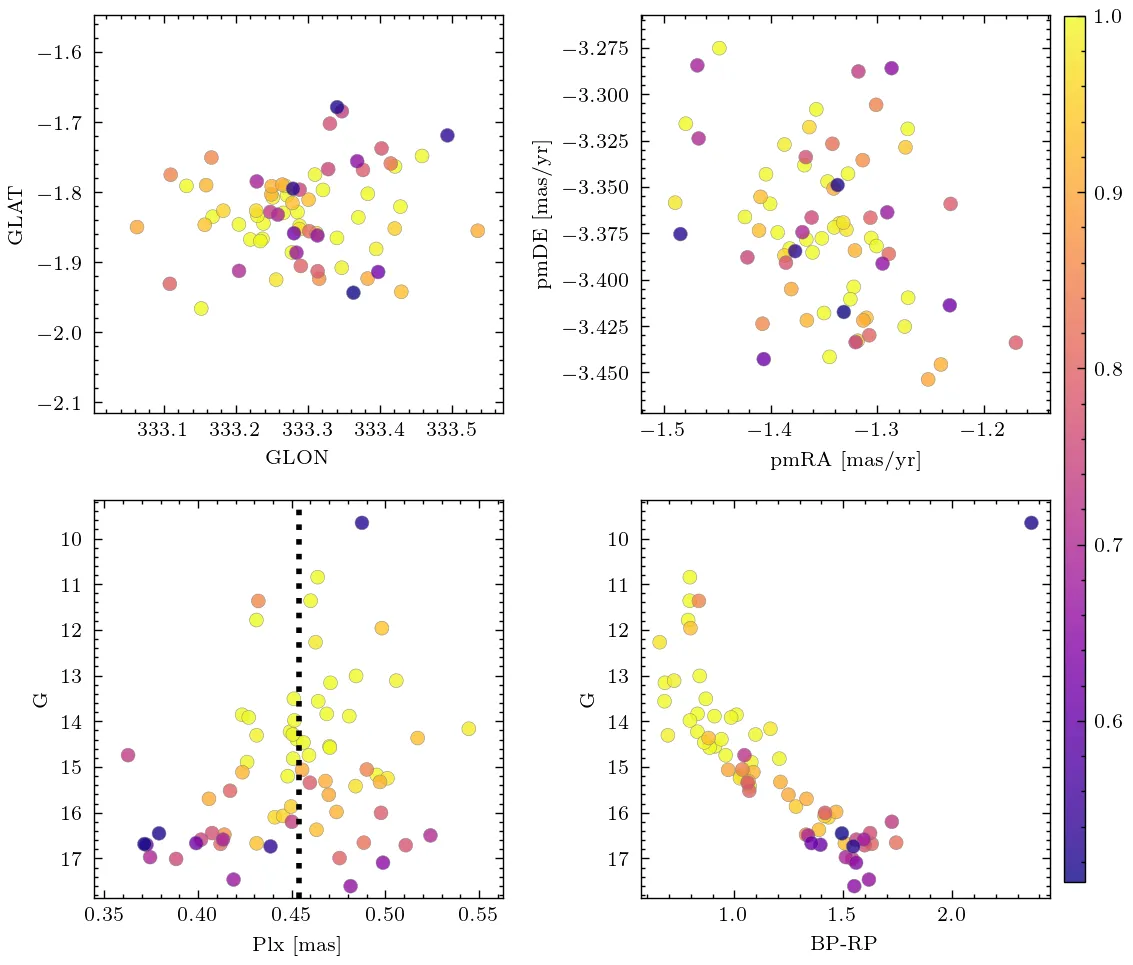 −1.6
−1.7
−1.8
−1.9
−2.0
−2.1
GLAT
333.1 333.2 333.3 333.4 333.5
GLON
−3.275
−3.300
−3.325
−3.350
−3.375
−3.400
−3.425
−3.450
pmDE [mas/yr]
−1.5 −1.4 −1.3 −1.2
pmRA [mas/yr]
1.0
0.9
0.8
0.7
0.6
10
11
12
13
14
15
16
17
G
0.35 0.40 0.45 0.50 0.55
Plx [mas]
10
11
12
13
14
15
16
17
G
1.0 1.5 2.0
BP-RP